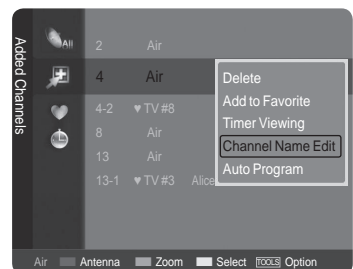 Added Channels
All
2 Air
4 Air
4-2 ♥ TV #8
8 Air
13 Air
13-1 ♥ TV #3 Alice
Delete
Add to Favorite
Timer Viewing
Channel Name Edit
Auto Program
Air Antenna Zoom Select TOOLS Option